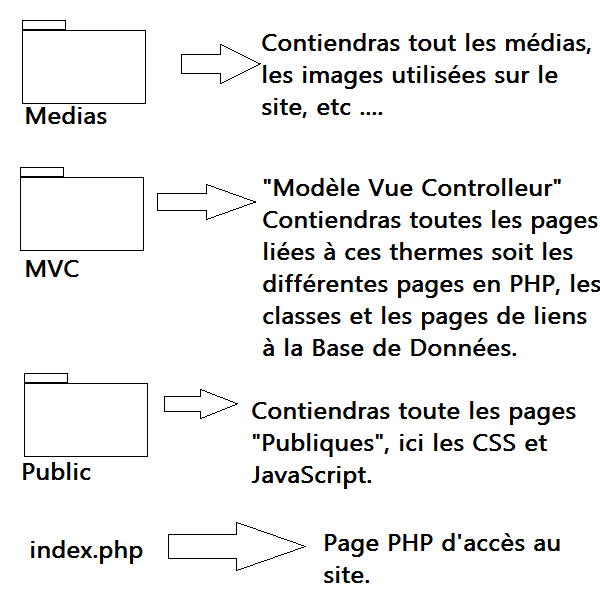 Medias
Contiendras tout les médias,
les images utilisées sur le
site, etc ....
MVC
"Modèle Vue Controlleur"
Contiendras toutes les pages
liées à ces thermes soit les
différentes pages en PHP, les
classes et les pages de liens
à la Base de Données.
Public
Contiendras toute les pages
"Publiques", ici les CSS et
JavaScript.
index.php
Page PHP d'accès au
site.